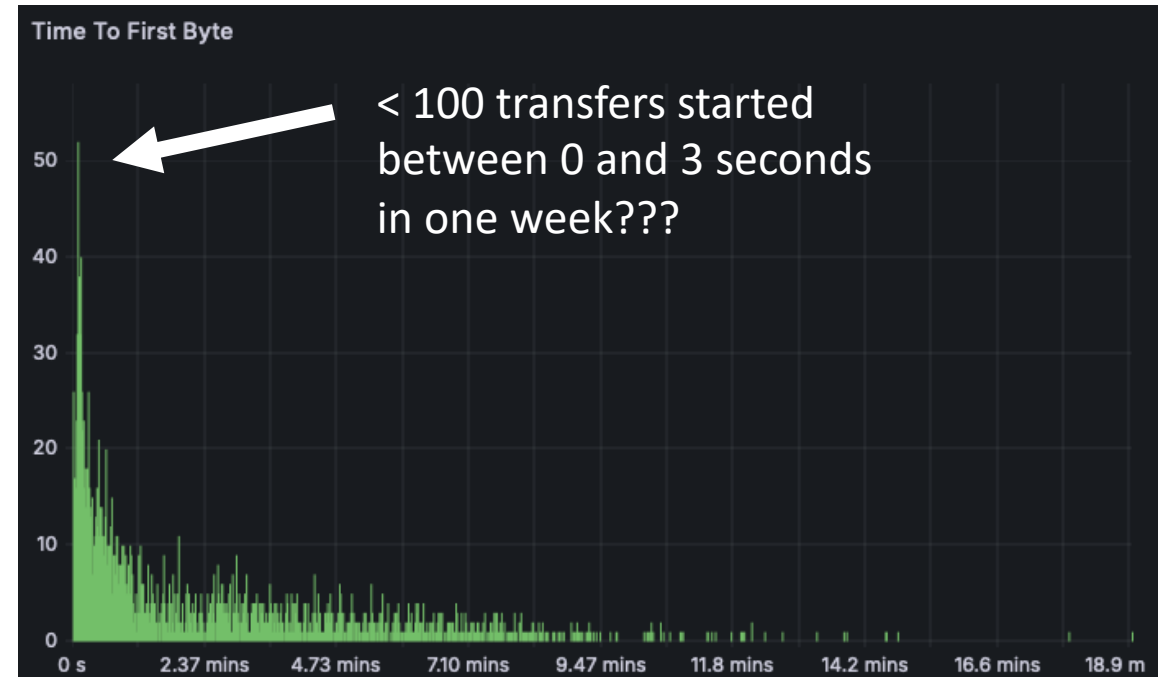 Time To First Byte
< 100 transfers started
between 0 and 3 seconds
in one week???
50
40
30
20
10
0
0 s 2.37 mins 4.73 mins 7.10 mins 9.47 mins 11.8 mins 14.2 mins 16.6 mins 18.9 m